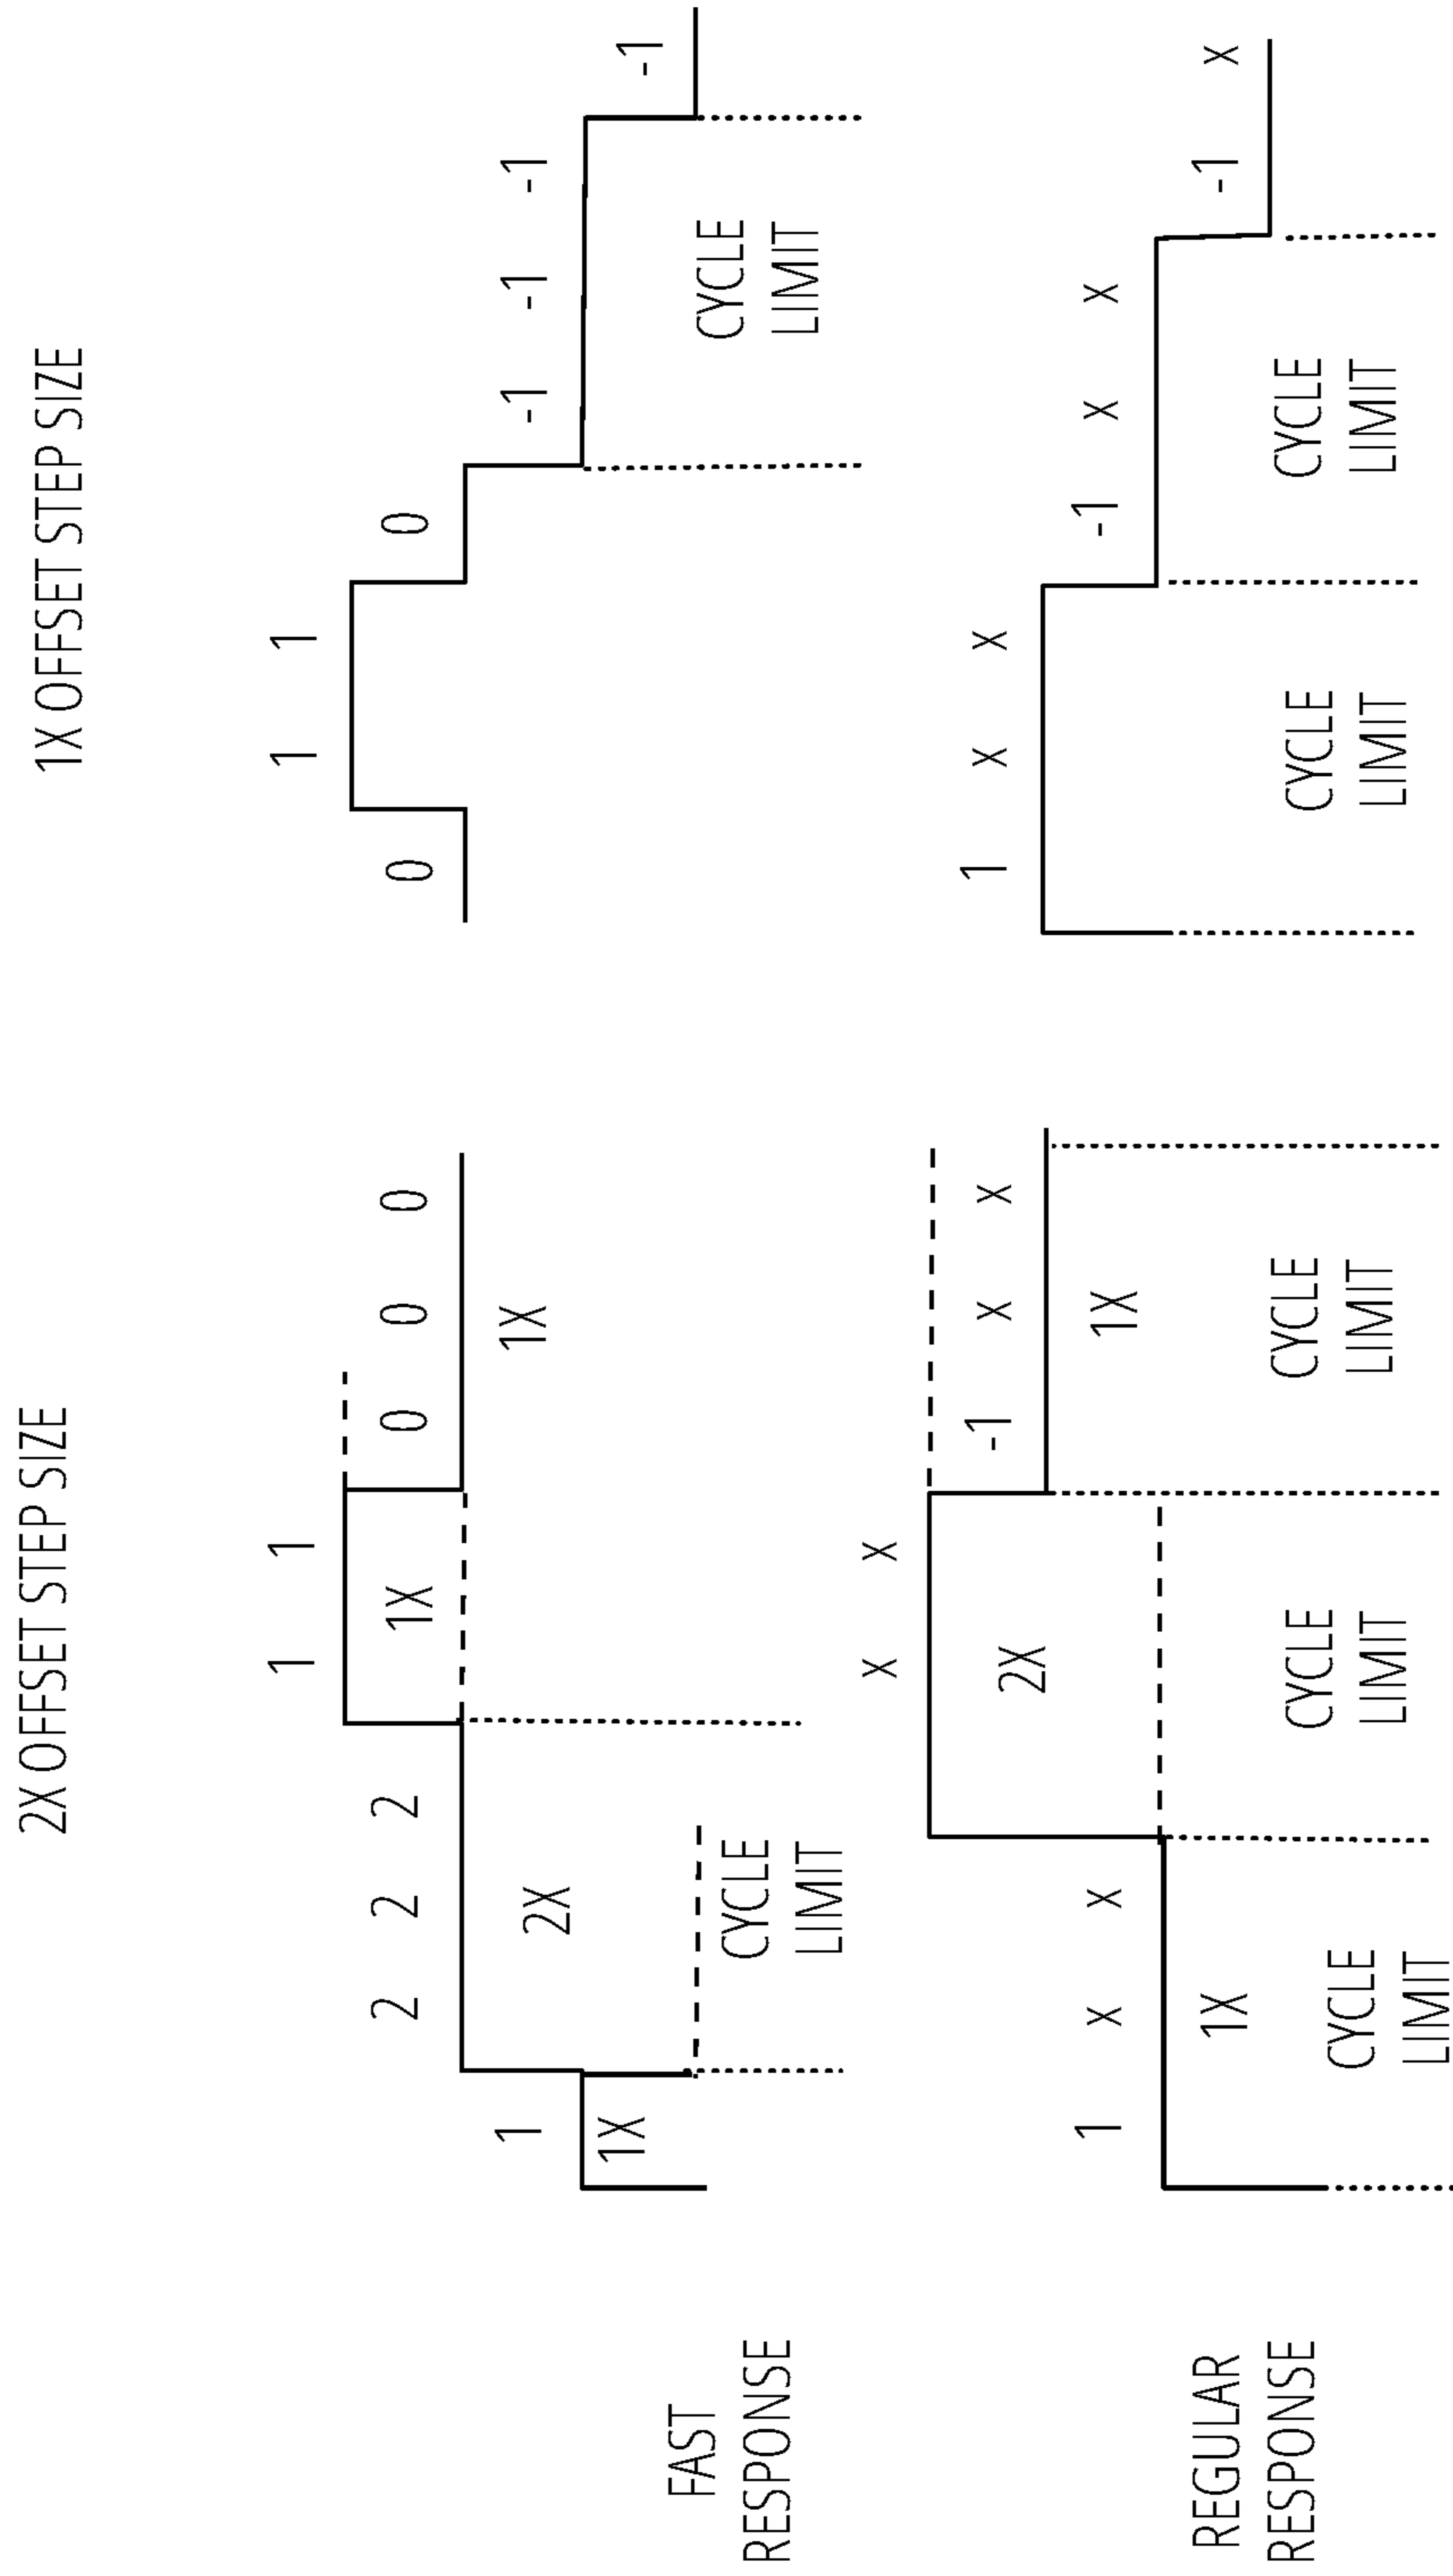 2X OFFSET STEP SIZE
1X OFFSET STEP SIZE
FAST
RESPONSE
1
1X
2 2 2
2X
CYCLE
LIMIT
1 1
1X
0 0 0
1X
0
1 1
0
-1 -1 -1
CYCLE
LIMIT
-1
REGULAR
RESPONSE
1 X X
1X
CYCLE
LIMIT
X X
2X
CYCLE
LIMIT
-1 X X
1X
CYCLE
LIMIT
1 X X
CYCLE
LIMIT
-1 X X
CYCLE
LIMIT
-1 X